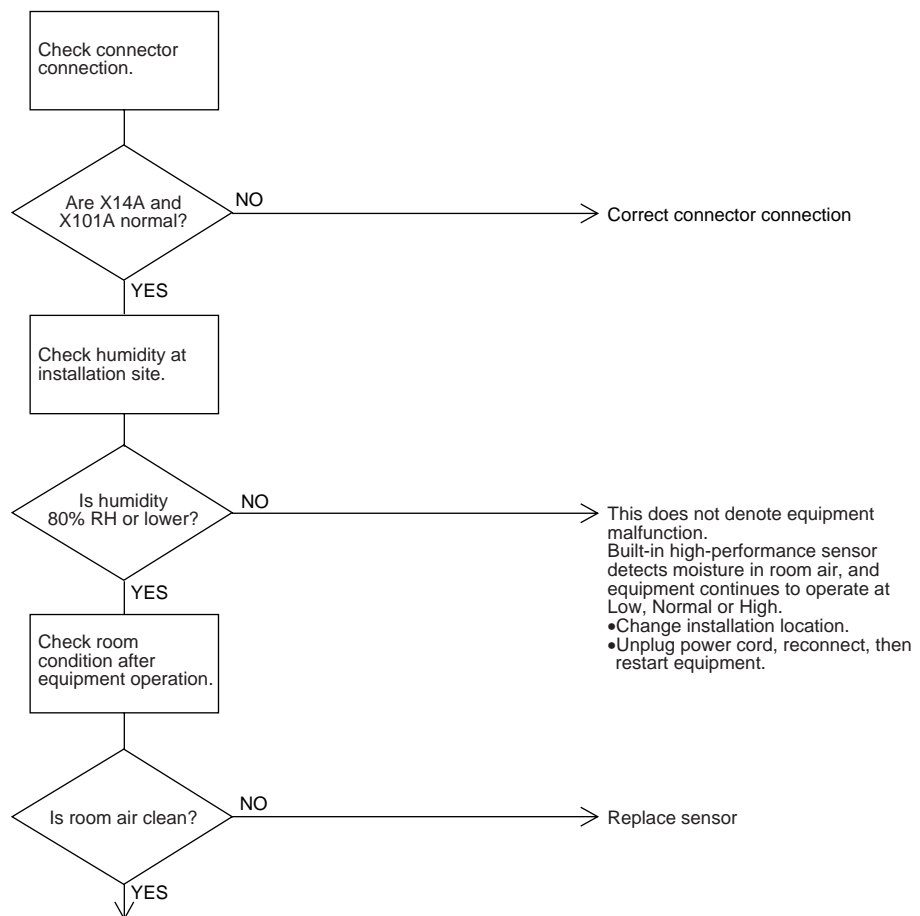 Check connector
connection.
Are X14A and
X101A normal?
NO
Correct connector connection
YES
Check humidity at
installation site.
Is humidity
80% RH or lower?
NO
This does not denote equipment
malfunction.
Built-in high-performance sensor
detects moisture in room air, and
equipment continues to operate at
Low, Normal or High.
•Change installation location.
•Unplug power cord, reconnect, then
restart equipment.
YES
Check room
condition after
equipment operation.
Is room air clean?
NO
Replace sensor
YES